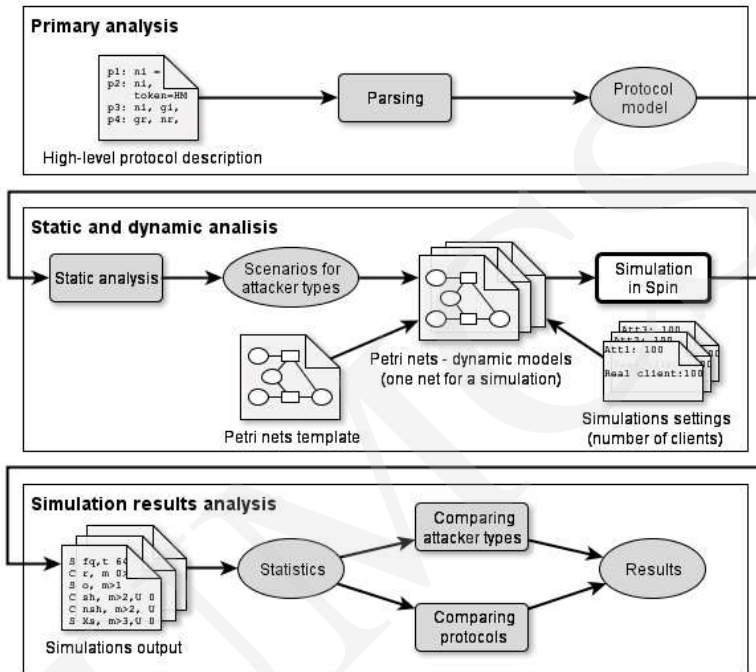 Primary analysis
p1: ni =
p2: ni,
token=HM
p3: ni, gi,
p4: gr, nr,
High-level protocol description
Parsing
Protocol
model
Static and dynamic analisis
Static analysis
Scenarios for
attacker types
Petri nets template
Petri nets - dynamic models
(one net for a simulation)
Simulation
in Spin
Att3: 100
Att1: 100
Real client:100
Simulations settings
(number of clients)
Simulation results analysis
S fq,t
C r, m
S o, m>1
C sh, m>2,U 0
C nsh, m>2, U
S Xs, m>3,U 0
Simulations output
Statistics
Comparing
attacker types
Comparing
protocols
Results